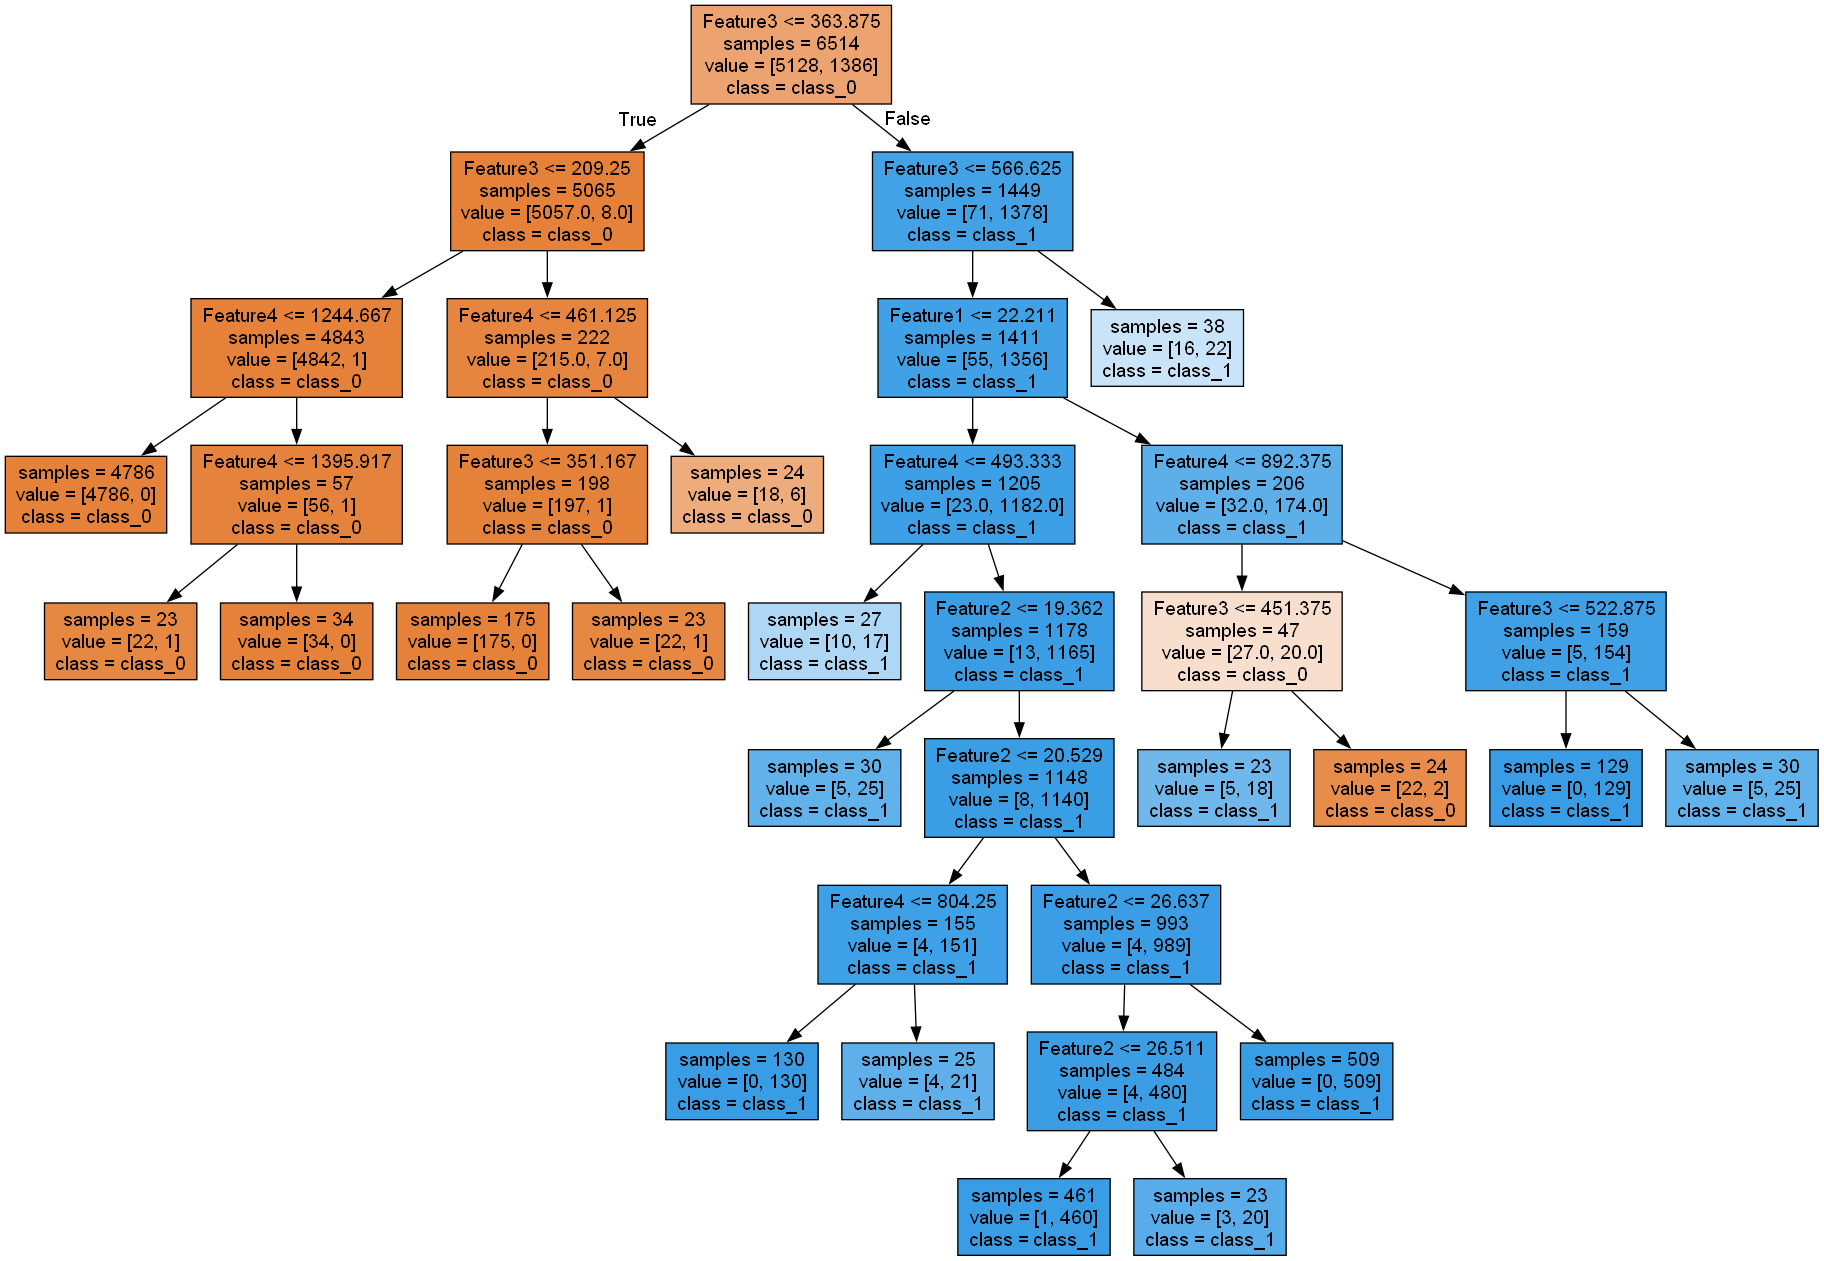 Feature3 <= 363.875
samples = 6514
value = [5128, 1386]
class = class_0
True
False
Feature3 <= 209.25
samples = 5065
value = [5057.0, 8.0]
class = class_0
Feature3 <= 566.625
samples = 1449
value = [71, 1378]
class = class_1
Feature4 <= 1244.667
samples = 4843
value = [4842, 1]
class = class_0
Feature4 <= 461.125
samples = 222
value = [215.0, 7.0]
class = class_0
Feature1 <= 22.211
samples = 1411
value = [55, 1356]
class = class_1
samples = 38
value = [16, 22]
class = class_1
samples = 4786
value = [4786, 0]
class = class_0
Feature4 <= 1395.917
samples = 57
value = [56, 1]
class = class_0
Feature3 <= 351.167
samples = 198
value = [197, 1]
class = class_0
samples = 24
value = [18, 6]
class = class_0
Feature4 <= 493.333
samples = 1205
value = [23.0, 1182.0]
class = class_1
Feature4 <= 892.375
samples = 206
value = [32.0, 174.0]
class = class_1
samples = 23
value = [22, 1]
class = class_0
samples = 34
value = [34, 0]
class = class_0
samples = 175
value = [175, 0]
class = class_0
samples = 23
value = [22, 1]
class = class_0
samples = 27
value = [10, 17]
class = class_1
Feature2 <= 19.362
samples = 1178
value = [13, 1165]
class = class_1
Feature3 <= 451.375
samples = 47
value = [27.0, 20.0]
class = class_0
Feature3 <= 522.875
samples = 159
value = [5, 154]
class = class_1
samples = 30
value = [5, 25]
class = class_1
Feature2 <= 20.529
samples = 1148
value = [8, 1140]
class = class_1
samples = 23
value = [5, 18]
class = class_1
samples = 24
value = [22, 2]
class = class_0
samples = 129
value = [0, 129]
class = class_1
samples = 30
value = [5, 25]
class = class_1
Feature4 <= 804.25
samples = 155
value = [4, 151]
class = class_1
Feature2 <= 26.637
samples = 993
value = [4, 989]
class = class_1
samples = 130
value = [0, 130]
class = class_1
samples = 25
value = [4, 21]
class = class_1
Feature2 <= 26.511
samples = 484
value = [4, 480]
class = class_1
samples = 509
value = [0, 509]
class = class_1
samples = 461
value = [1, 460]
class = class_1
samples = 23
value = [3, 20]
class = class_1